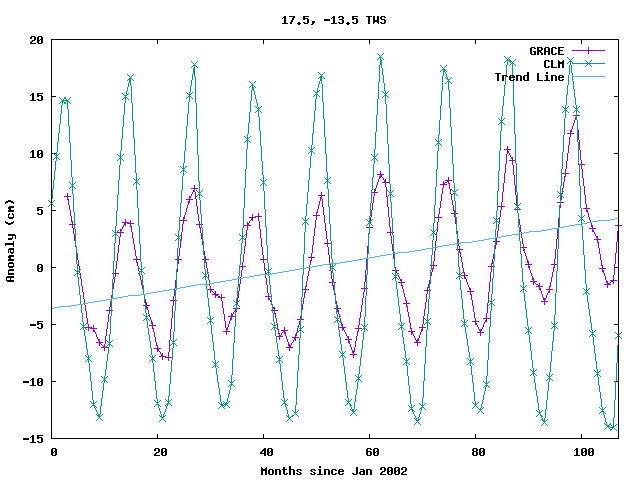 17.5, -13.5 TWS
20
15
10
5
0
-5
-10
-15
Anomaly (cm)
GRACE
CLM
Trend Line
0 20 40 60 80 100
Months since Jan 2002